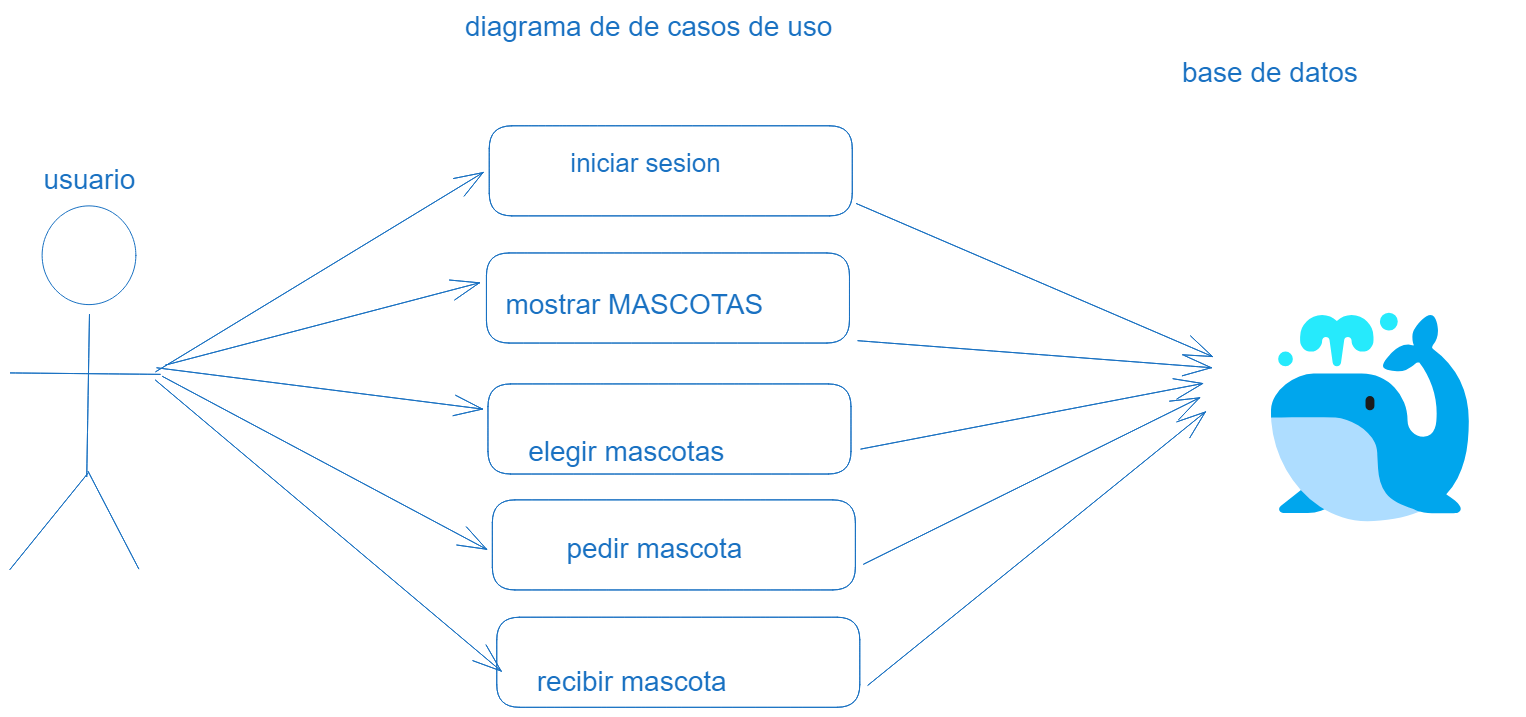 diagrama de de casos de uso
base de datos
usuario
iniciar sesion
mostrar MASCOTAS
elegir mascotas
pedir mascota
recibir mascota